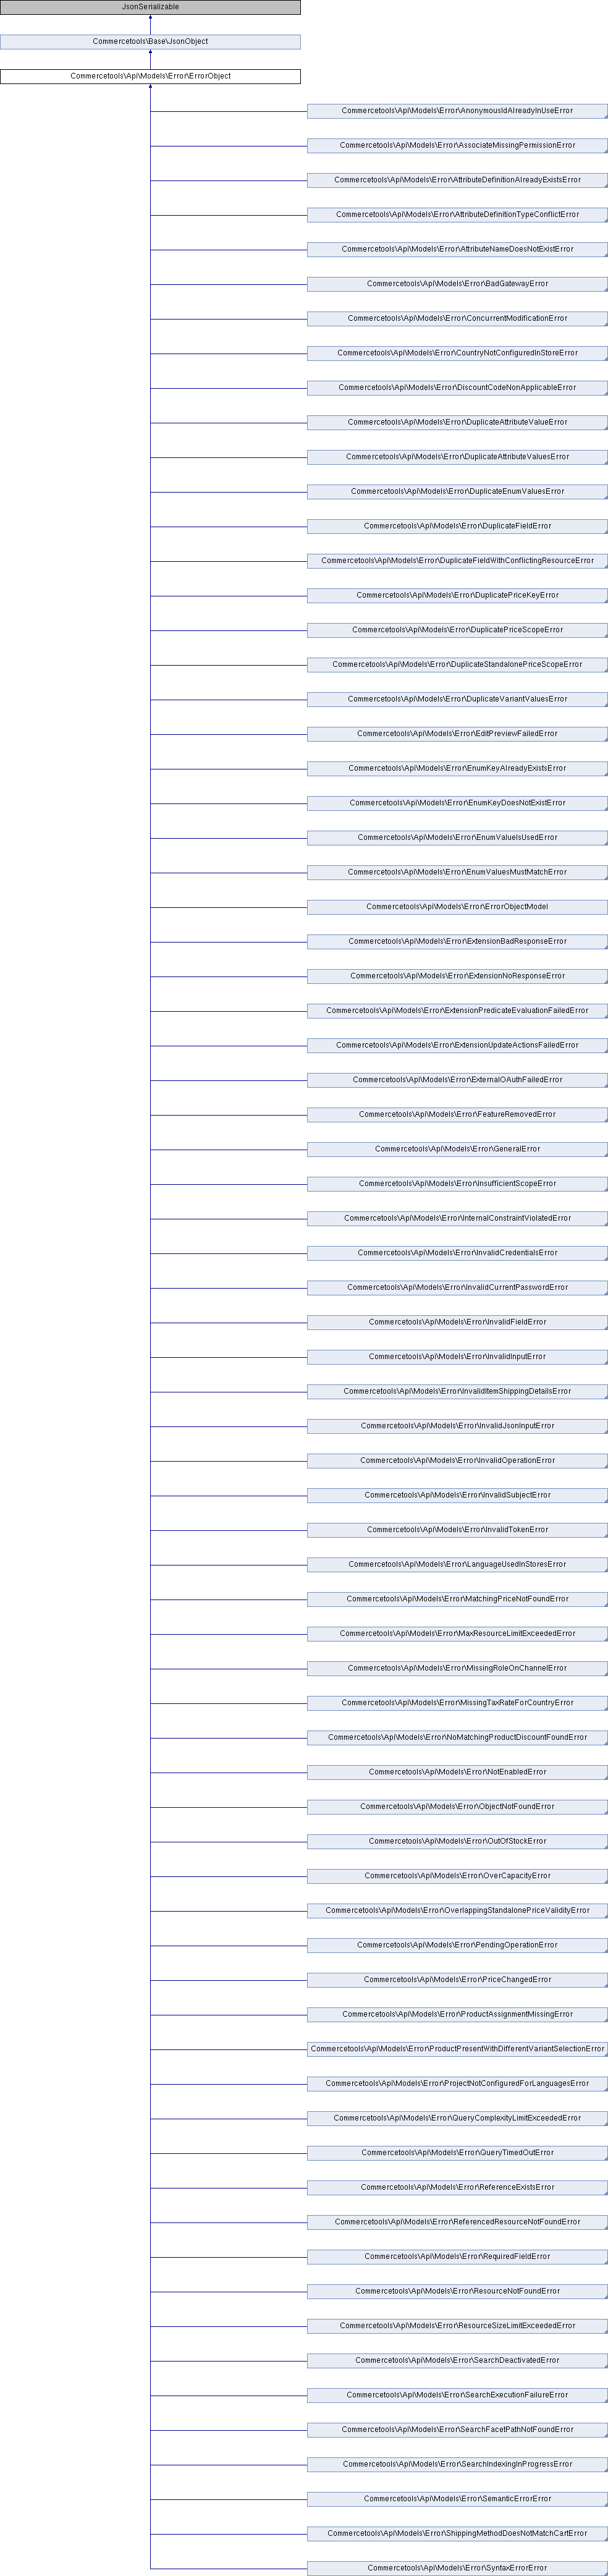 JsonSerializable
Commercetools\Base\JsonObject
Commercetools\Api\Models\Error\ErrorObject
Commercetools\Api\Models\Error\AnonymousIdAlreadyInUseError
Commercetools\Api\Models\Error\AssociateMissingPermissionError
Commercetools\Api\Models\Error\AttributeDefinitionAlreadyExistsError
Commercetools\Api\Models\Error\AttributeDefinitionTypeConflictError
Commercetools\Api\Models\Error\AttributeNameDoesNotExistError
Commercetools\Api\Models\Error\BadGatewayError
Commercetools\Api\Models\Error\ConcurrentModificationError
Commercetools\Api\Models\Error\CountryNotConfiguredInStoreError
Commercetools\Api\Models\Error\DiscountCodeNonApplicableError
Commercetools\Api\Models\Error\DuplicateAttributeValueError
Commercetools\Api\Models\Error\DuplicateAttributeValuesError
Commercetools\Api\Models\Error\DuplicateEnumValuesError
Commercetools\Api\Models\Error\DuplicateFieldError
Commercetools\Api\Models\Error\DuplicateFieldWithConflictingResourceError
Commercetools\Api\Models\Error\DuplicatePriceKeyError
Commercetools\Api\Models\Error\DuplicatePriceScopeError
Commercetools\Api\Models\Error\DuplicateStandalonePriceScopeError
Commercetools\Api\Models\Error\DuplicateVariantValuesError
Commercetools\Api\Models\Error\EditPreviewFailedError
Commercetools\Api\Models\Error\EnumKeyAlreadyExistsError
Commercetools\Api\Models\Error\EnumKeyDoesNotExistError
Commercetools\Api\Models\Error\EnumValueIsUsedError
Commercetools\Api\Models\Error\EnumValuesMustMatchError
Commercetools\Api\Models\Error\ErrorObjectModel
Commercetools\Api\Models\Error\ExtensionBadResponseError
Commercetools\Api\Models\Error\ExtensionNoResponseError
Commercetools\Api\Models\Error\ExtensionPredicateEvaluationFailedError
Commercetools\Api\Models\Error\ExtensionUpdateActionsFailedError
Commercetools\Api\Models\Error\ExternalOAuthFailedError
Commercetools\Api\Models\Error\FeatureRemovedError
Commercetools\Api\Models\Error\GeneralError
Commercetools\Api\Models\Error\InsufficientScopeError
Commercetools\Api\Models\Error\InternalConstraintViolatedError
Commercetools\Api\Models\Error\InvalidCredentialsError
Commercetools\Api\Models\Error\InvalidCurrentPasswordError
Commercetools\Api\Models\Error\InvalidFieldError
Commercetools\Api\Models\Error\InvalidInputError
Commercetools\Api\Models\Error\InvalidItemShippingDetailsError
Commercetools\Api\Models\Error\InvalidJsonInputError
Commercetools\Api\Models\Error\InvalidOperationError
Commercetools\Api\Models\Error\InvalidSubjectError
Commercetools\Api\Models\Error\InvalidTokenError
Commercetools\Api\Models\Error\LanguageUsedInStoresError
Commercetools\Api\Models\Error\MatchingPriceNotFoundError
Commercetools\Api\Models\Error\MaxResourceLimitExceededError
Commercetools\Api\Models\Error\MissingRoleOnChannelError
Commercetools\Api\Models\Error\MissingTaxRateForCountryError
Commercetools\Api\Models\Error\NoMatchingProductDiscountFoundError
Commercetools\Api\Models\Error\NotEnabledError
Commercetools\Api\Models\Error\ObjectNotFoundError
Commercetools\Api\Models\Error\OutOfStockError
Commercetools\Api\Models\Error\OverCapacityError
Commercetools\Api\Models\Error\OverlappingStandalonePriceValidityError
Commercetools\Api\Models\Error\PendingOperationError
Commercetools\Api\Models\Error\PriceChangedError
Commercetools\Api\Models\Error\ProductAssignmentMissingError
Commercetools\Api\Models\Error\ProductPresentWithDifferentVariantSelectionError
Commercetools\Api\Models\Error\ProjectNotConfiguredForLanguagesError
Commercetools\Api\Models\Error\QueryComplexityLimitExceededError
Commercetools\Api\Models\Error\QueryTimedOutError
Commercetools\Api\Models\Error\ReferenceExistsError
Commercetools\Api\Models\Error\ReferencedResourceNotFoundError
Commercetools\Api\Models\Error\RequiredFieldError
Commercetools\Api\Models\Error\ResourceNotFoundError
Commercetools\Api\Models\Error\ResourceSizeLimitExceededError
Commercetools\Api\Models\Error\SearchDeactivatedError
Commercetools\Api\Models\Error\SearchExecutionFailureError
Commercetools\Api\Models\Error\SearchFacetPathNotFoundError
Commercetools\Api\Models\Error\SearchIndexingInProgressError
Commercetools\Api\Models\Error\SemanticErrorError
Commercetools\Api\Models\Error\ShippingMethodDoesNotMatchCartError
Commercetools\Api\Models\Error\SyntaxErrorError